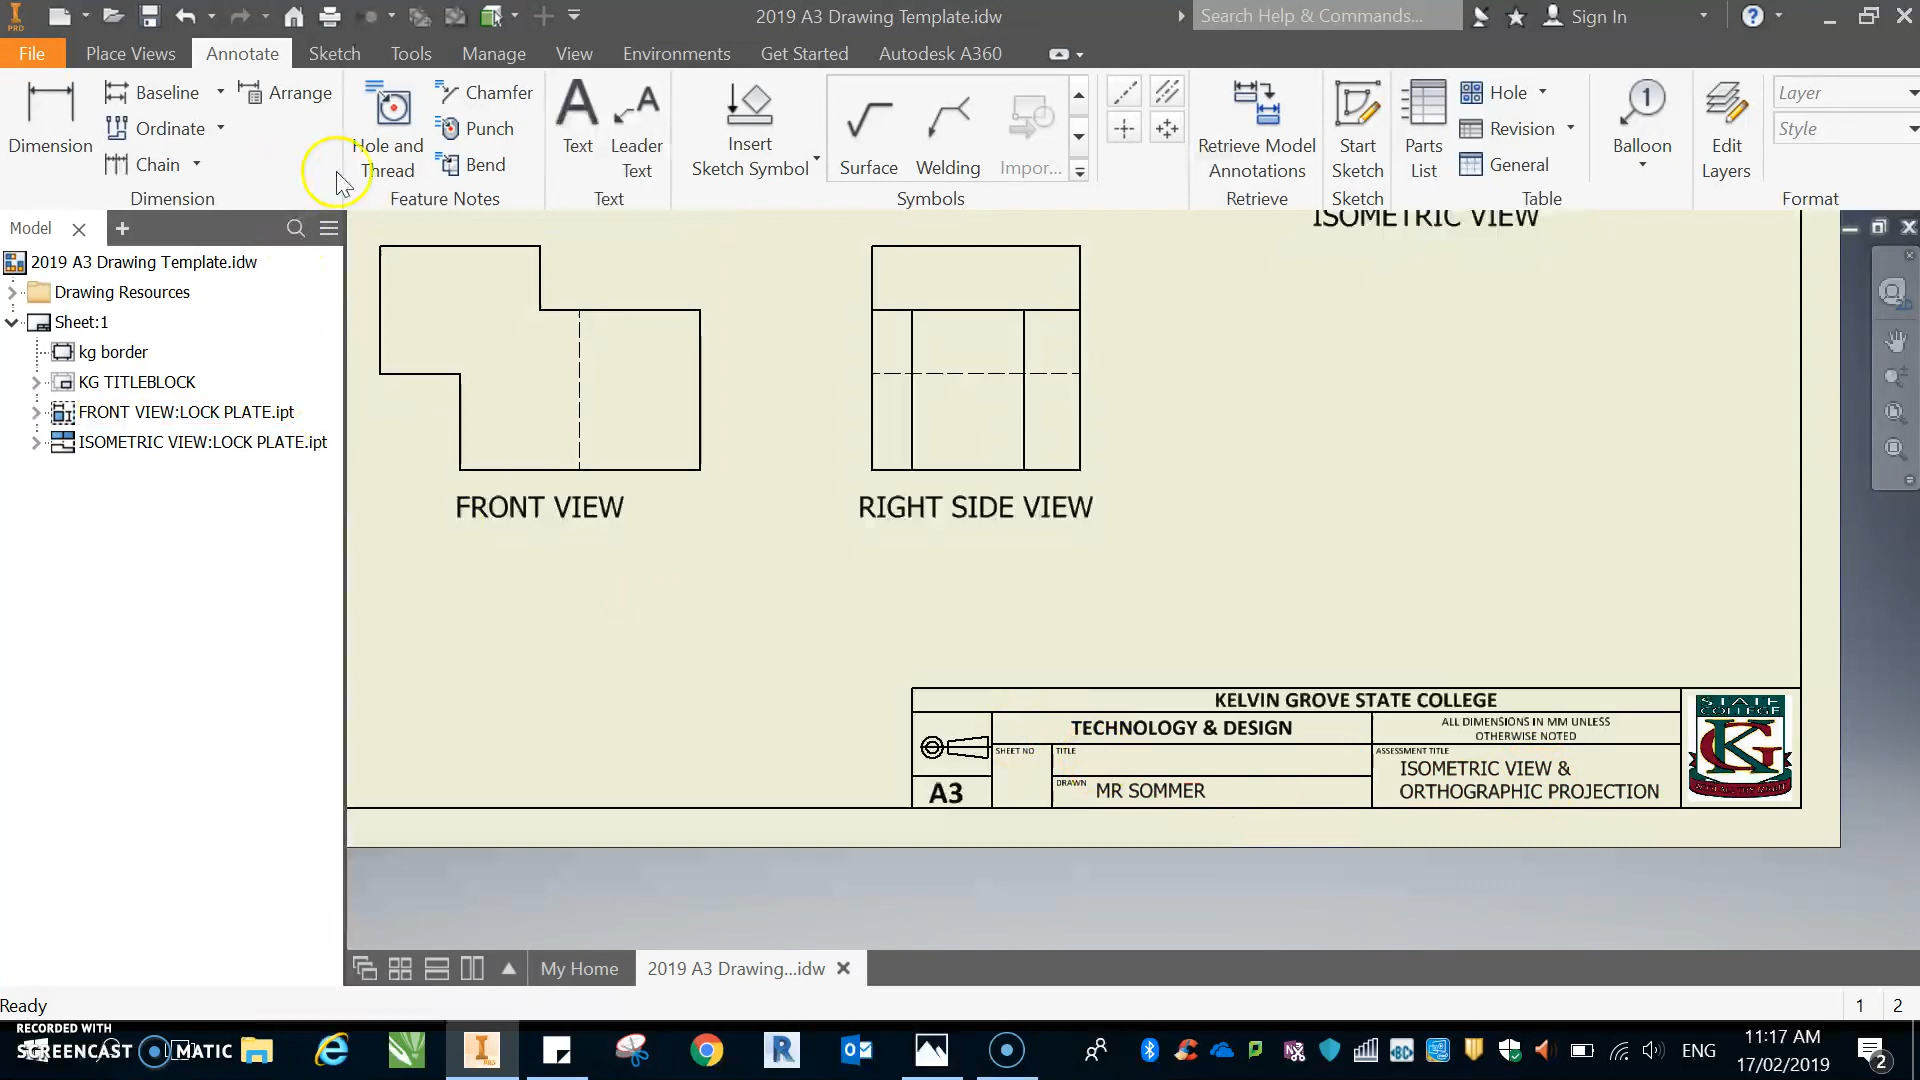 2019 A3 Drawing Template.idw
Search Help & Commands...
Sign In
PRO
File
Place Views
Annotate
Sketch
Tools
Manage
View
Environments
Get Started
Autodesk A360
Dimension
Baseline
Ordinate
Chain
Arrange
Dimension
Hole and
Thread
Chamfer
Punch
Bend
Feature Notes
Text
Leader
Text
Text
Insert
Sketch Symbol
Surface
Welding
Impor...
Symbols
Retrieve Model
Annotations
Retrieve
Start
Sketch
Sketch
Parts
List
Hole
Revision
General
Table
1
Balloon
Edit
Layers
Layer
Style
Format
Model
2019 A3 Drawing Template.idw
Drawing Resources
Sheet:1
kg border
KG TITLEBLOCK
FRONT VIEW:LOCK PLATE.ipt
ISOMETRIC VIEW:LOCK PLATE.ipt
ISOMETRIC VIEW
FRONT VIEW
RIGHT SIDE VIEW
KELVIN GROVE STATE COLLEGE
TECHNOLOGY & DESIGN
ALL DIMENSIONS IN MM UNLESS
OTHERWISE NOTED
SHEET NO
TITLE
ASSESSMENT TITLE
ISOMETRIC VIEW &
ORTHOGRAPHIC PROJECTION
A3
DRAWN
MR SOMMER
STATE
COLLEGE
KG
My Home
2019 A3 Drawing...idw
Ready
1
2
RECORDED WITH
SCREENCAST MATIC
ENG
11:17 AM
17/02/2019
2